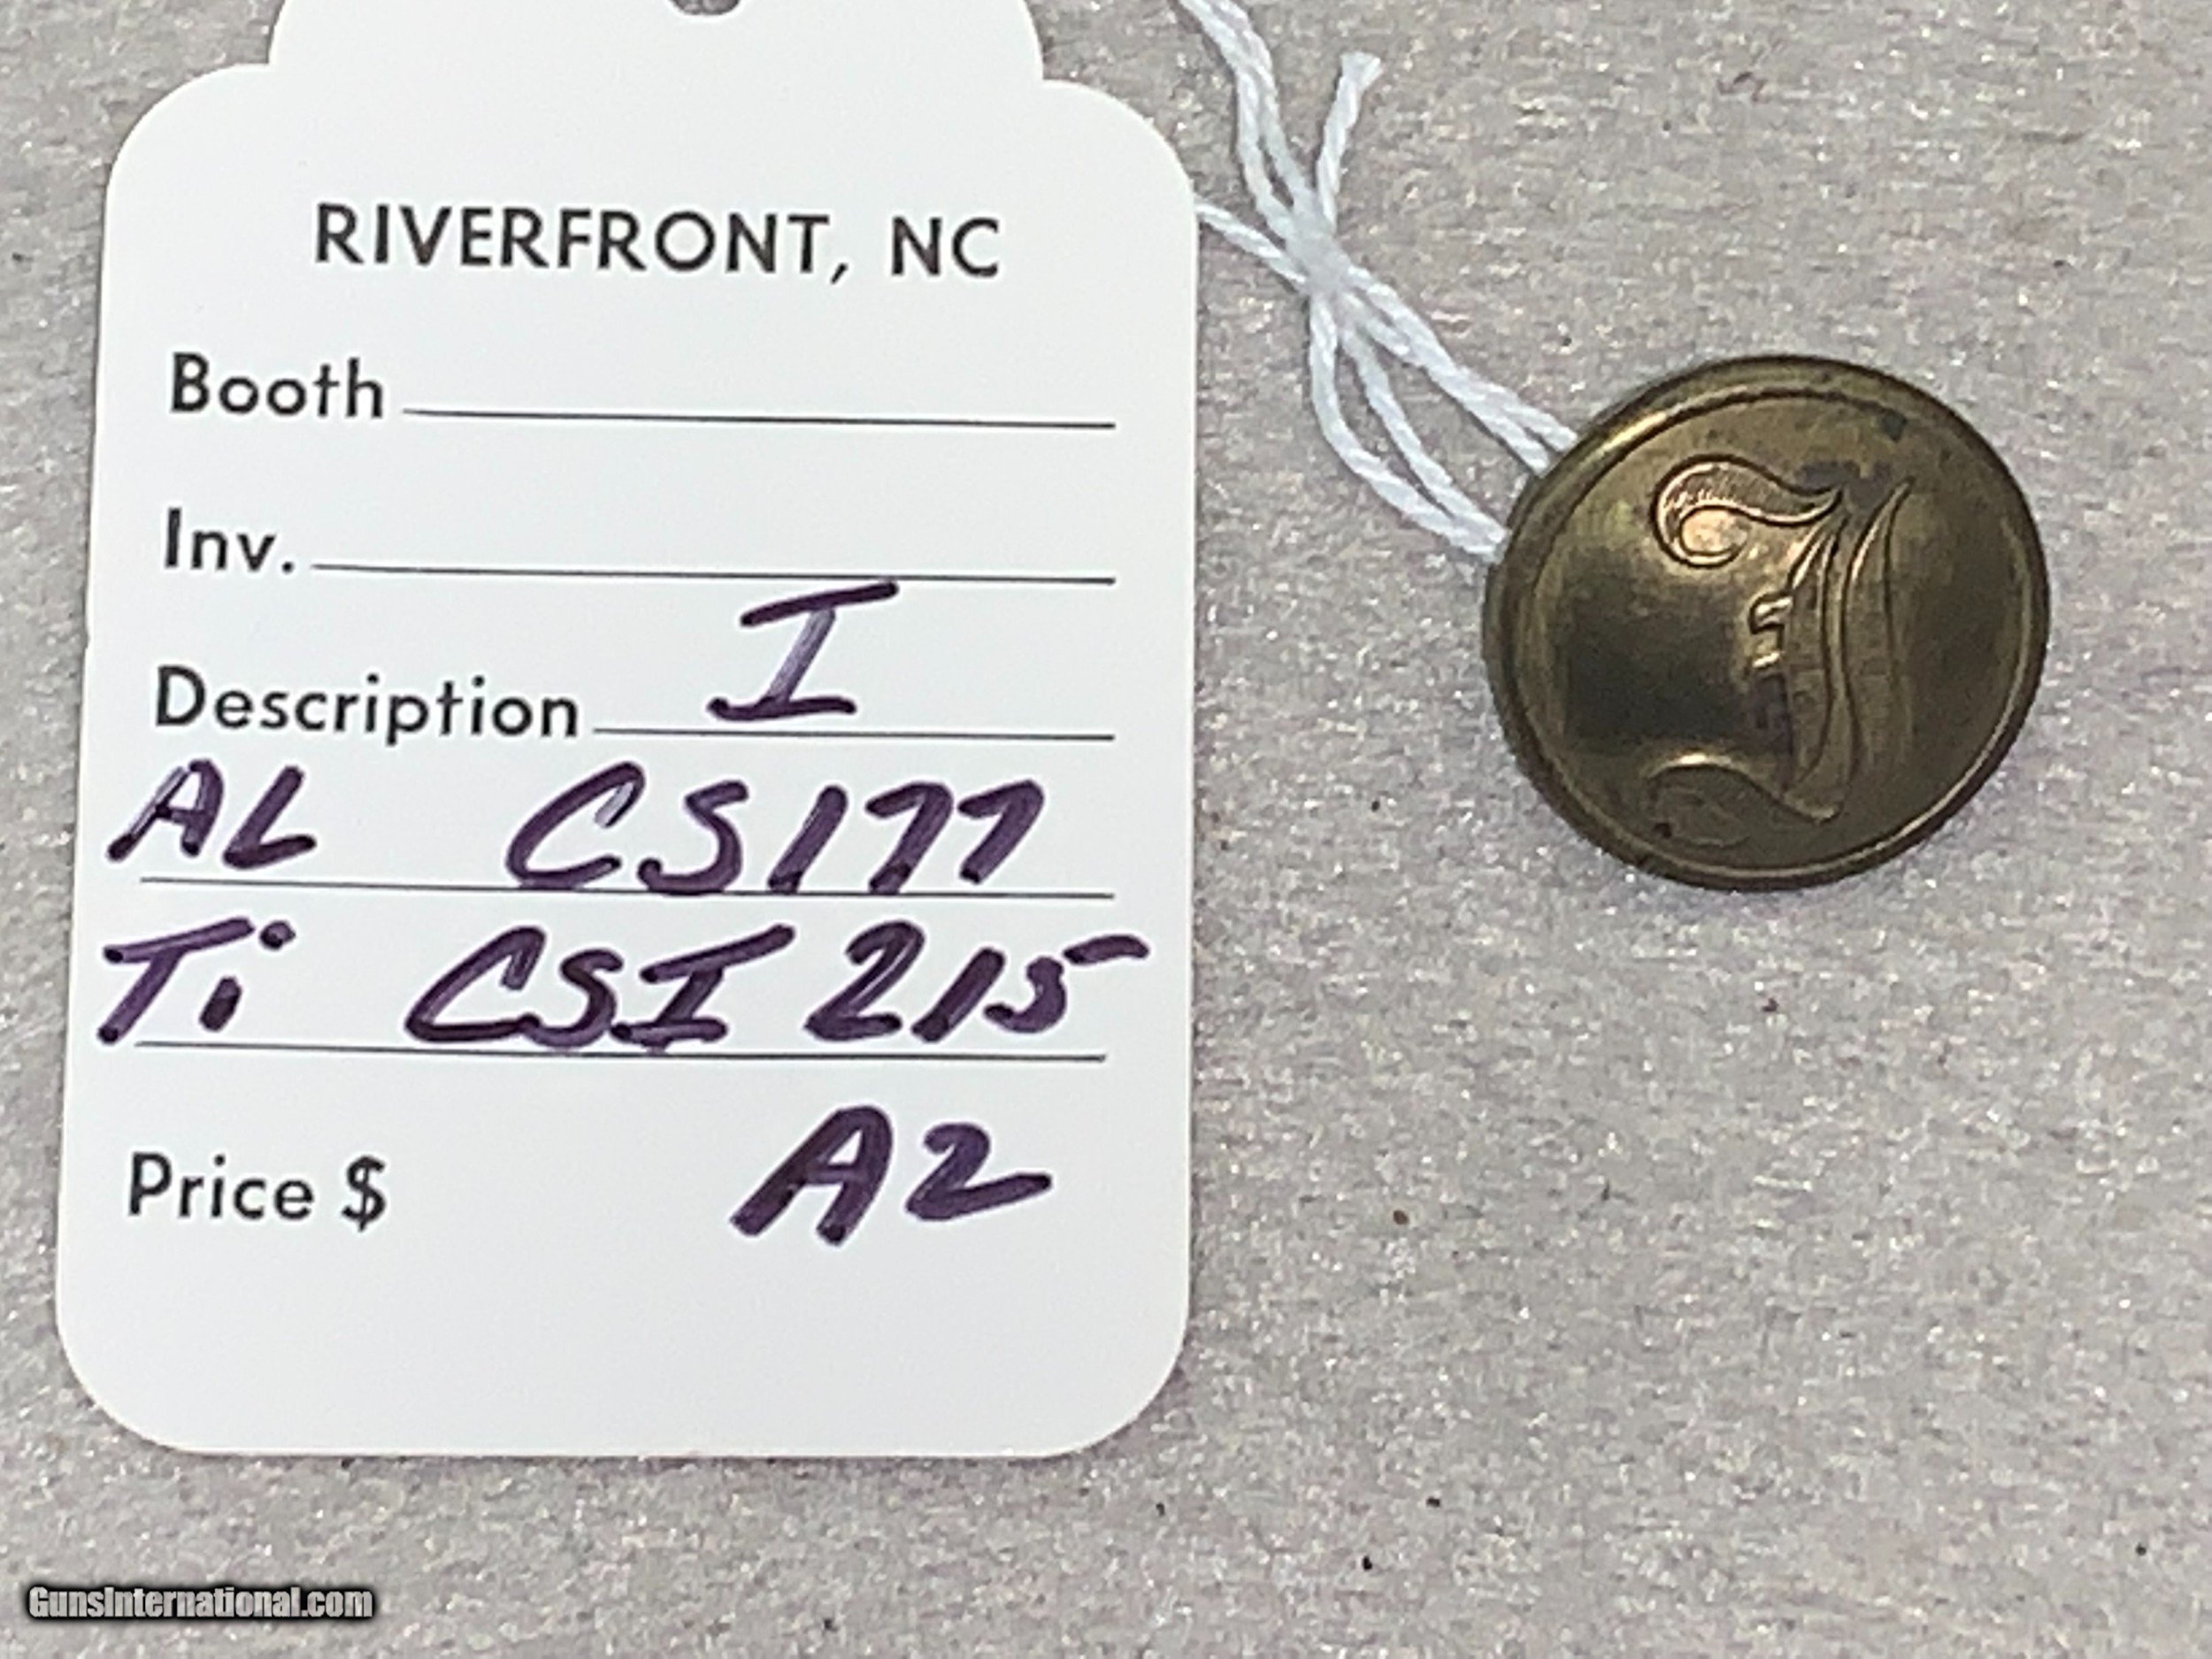 RIVERFRONT, NC
Booth
Inv.
Description I
AL CS177
Ti CSI 215
Price $ A2
I
GunsInternational.com